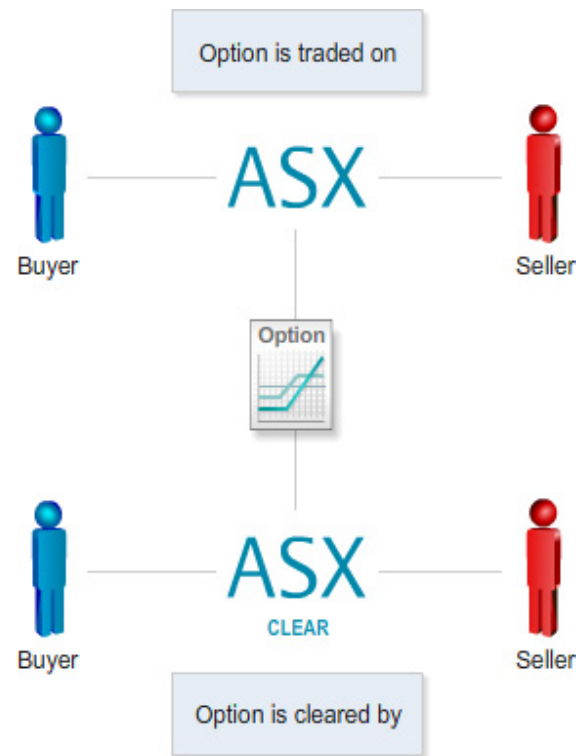 Option is traded on
ASX
Buyer
Seller
Option
ASX
CLEAR
Buyer
Seller
Option is cleared by